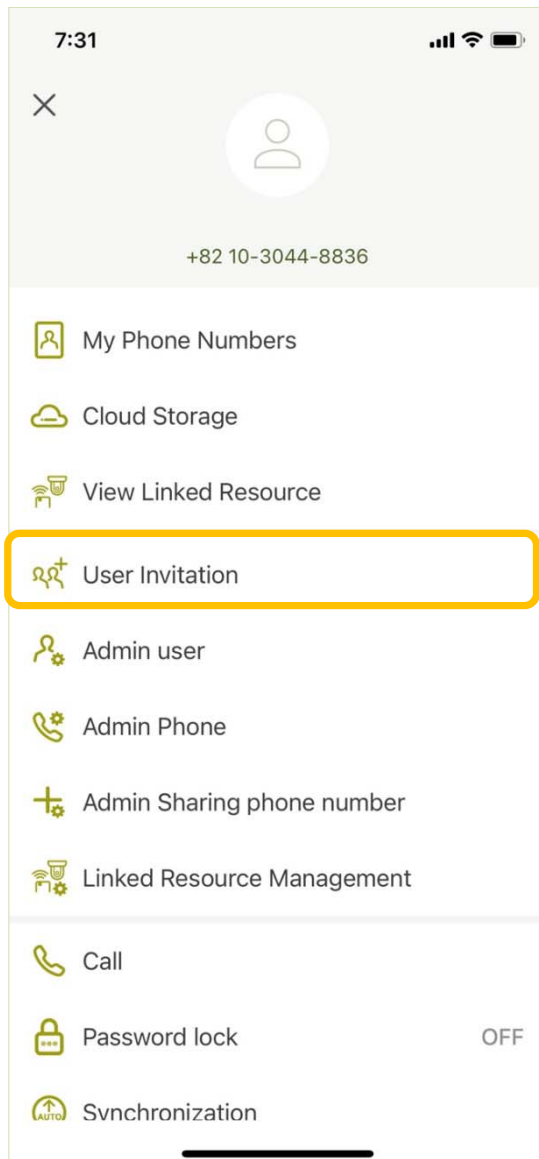 7:31
+82 10-3044-8836
My Phone Numbers
Cloud Storage
View Linked Resource
User Invitation
Admin user
Admin Phone
Admin Sharing phone number
Linked Resource Management
Call
Password lock OFF
AUTO Synchronization